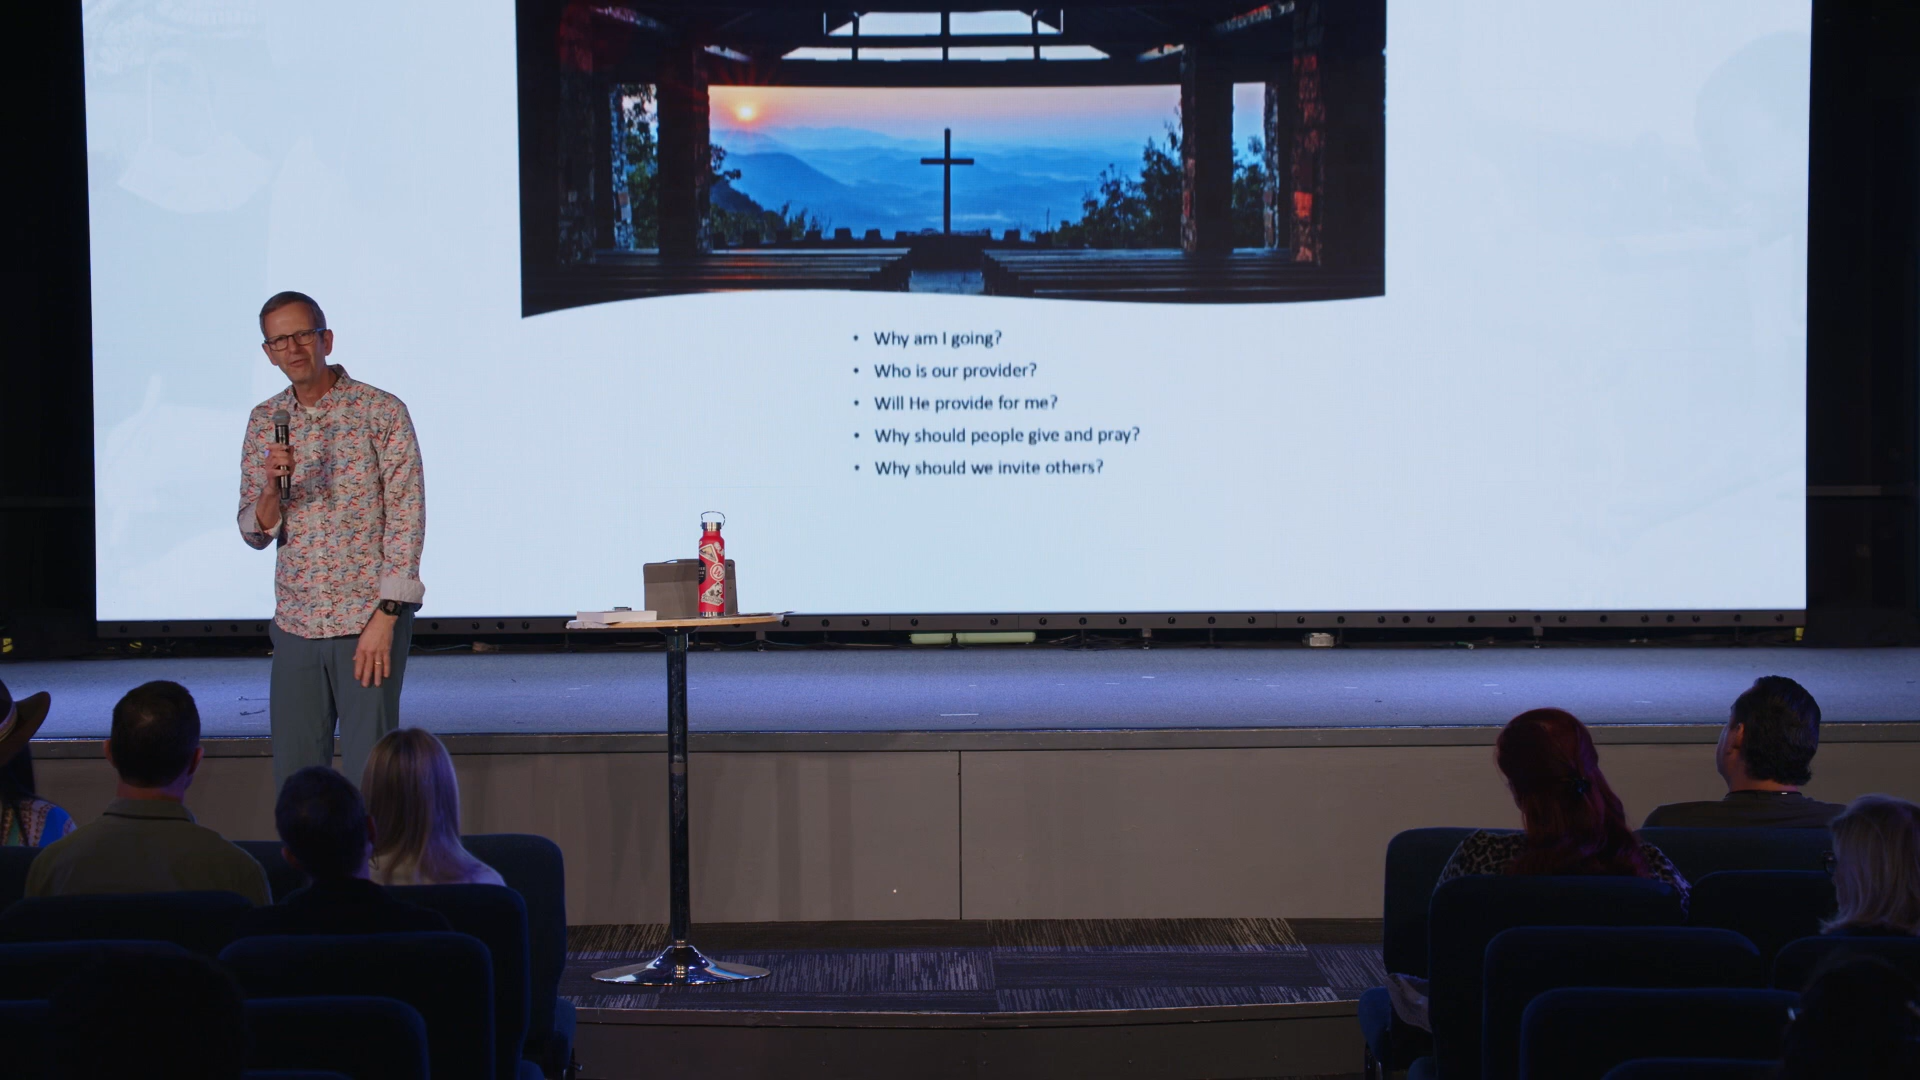 • Why am I going?
• Who is our provider?
• Will He provide for me?
• Why should people give and pray?
• Why should we invite others?